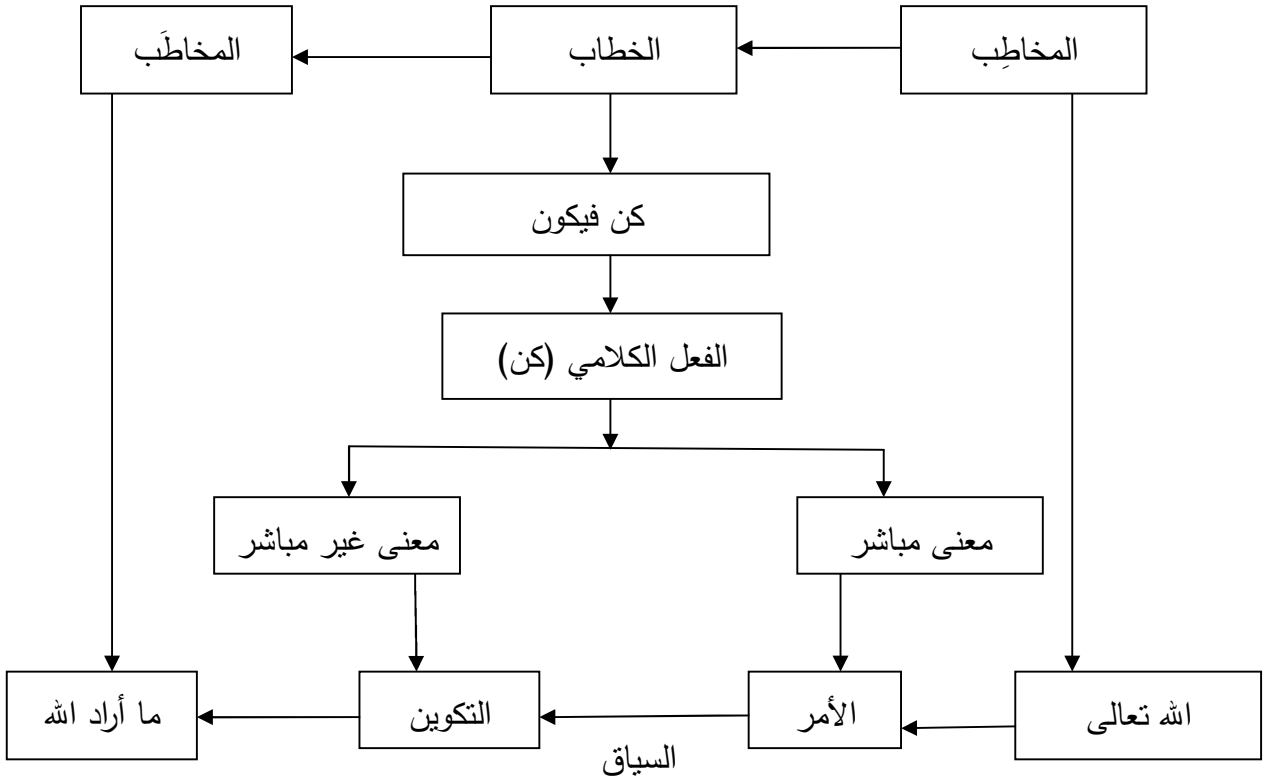 المخاطِب
الخطاب
المخاطَب
كن فيكون
الفعل الكلامي (كن)
معنى مباشر
معنى غير مباشر
الله تعالى
الأمر
التكوين
ما أراد الله
السياق